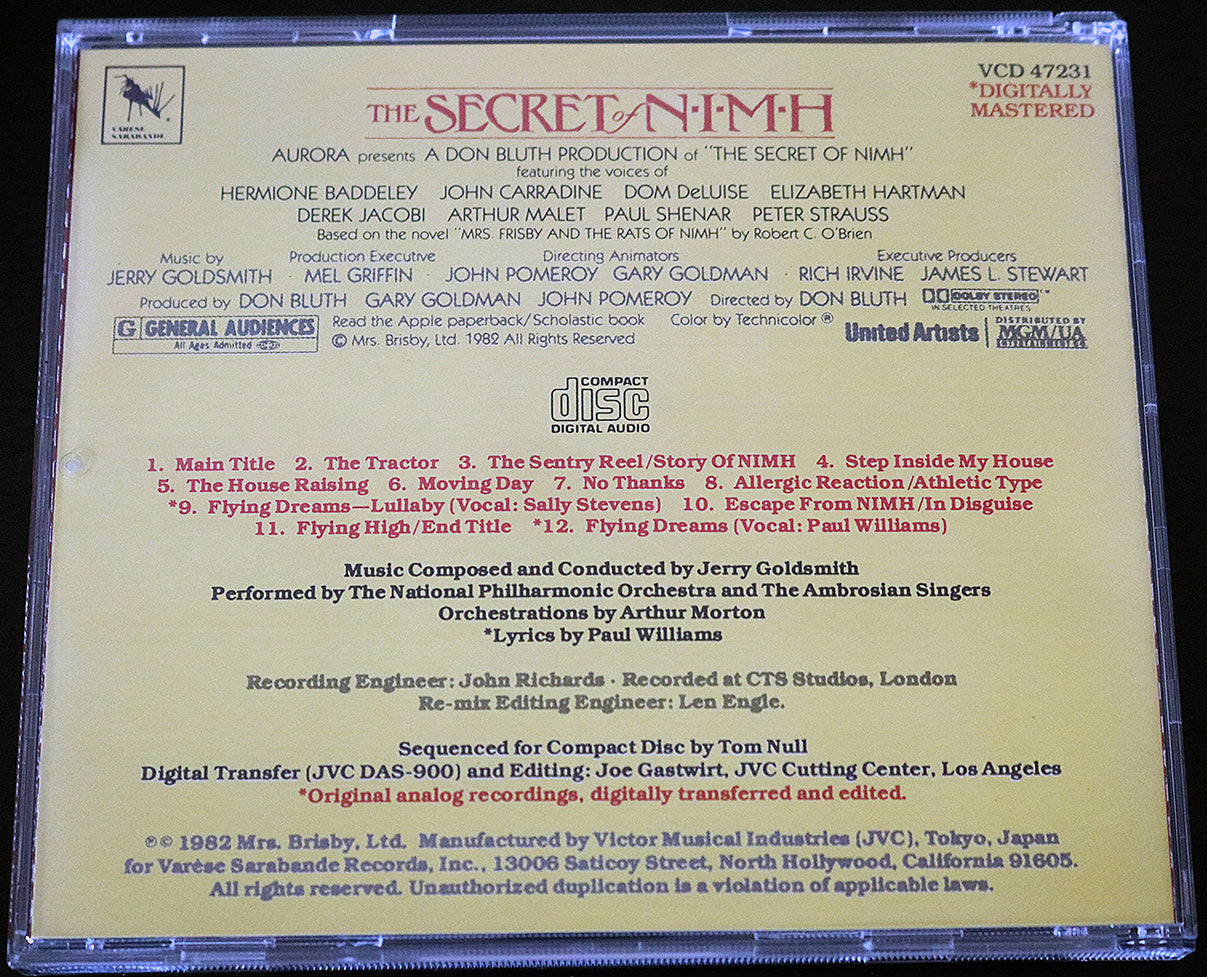 VARÈSE
SARABANDE
VCD 47231
*DIGITALLY
MASTERED
THE SECRET of N·I·M·H
AURORA presents A DON BLUTH PRODUCTION of "THE SECRET OF NIMH"
featuring the voices of
HERMIONE BADDELEY JOHN CARRADINE DOM DeLUISE ELIZABETH HARTMAN
DEREK JACOBI ARTHUR MALET PAUL SHENAR PETER STRAUSS
Based on the novel "MRS. FRISBY AND THE RATS OF NIMH" by Robert C. O'Brien
Music by Production Executive Directing Animators Executive Producers
JERRY GOLDSMITH · MEL GRIFFIN · JOHN POMEROY GARY GOLDMAN · RICH IRVINE JAMES L. STEWART
Produced by DON BLUTH GARY GOLDMAN JOHN POMEROY Directed by DON BLUTH DOLBY STEREO ™
IN SELECTED THEATRES
G GENERAL AUDIENCES
All Ages Admitted
Read the Apple paperback/Scholastic book Color by Technicolor ®
© Mrs. Brisby, Ltd. 1982 All Rights Reserved
United Artists
DISTRIBUTED BY
MGM/UA
ENTERTAINMENT CO.
COMPACT
disc
DIGITAL AUDIO
1. Main Title 2. The Tractor 3. The Sentry Reel/Story Of NIMH 4. Step Inside My House
5. The House Raising 6. Moving Day 7. No Thanks 8. Allergic Reaction/Athletic Type
*9. Flying Dreams—Lullaby (Vocal: Sally Stevens) 10. Escape From NIMH/In Disguise
11. Flying High/End Title *12. Flying Dreams (Vocal: Paul Williams)
Music Composed and Conducted by Jerry Goldsmith
Performed by The National Philharmonic Orchestra and The Ambrosian Singers
Orchestrations by Arthur Morton
*Lyrics by Paul Williams
Recording Engineer: John Richards · Recorded at CTS Studios, London
Re-mix Editing Engineer: Len Engle.
Sequenced for Compact Disc by Tom Null
Digital Transfer (JVC DAS-900) and Editing: Joe Gastwirt, JVC Cutting Center, Los Angeles
*Original analog recordings, digitally transferred and edited.
℗© 1982 Mrs. Brisby, Ltd. Manufactured by Victor Musical Industries (JVC), Tokyo, Japan
for Varèse Sarabande Records, Inc., 13006 Saticoy Street, North Hollywood, California 91605.
All rights reserved. Unauthorized duplication is a violation of applicable laws.